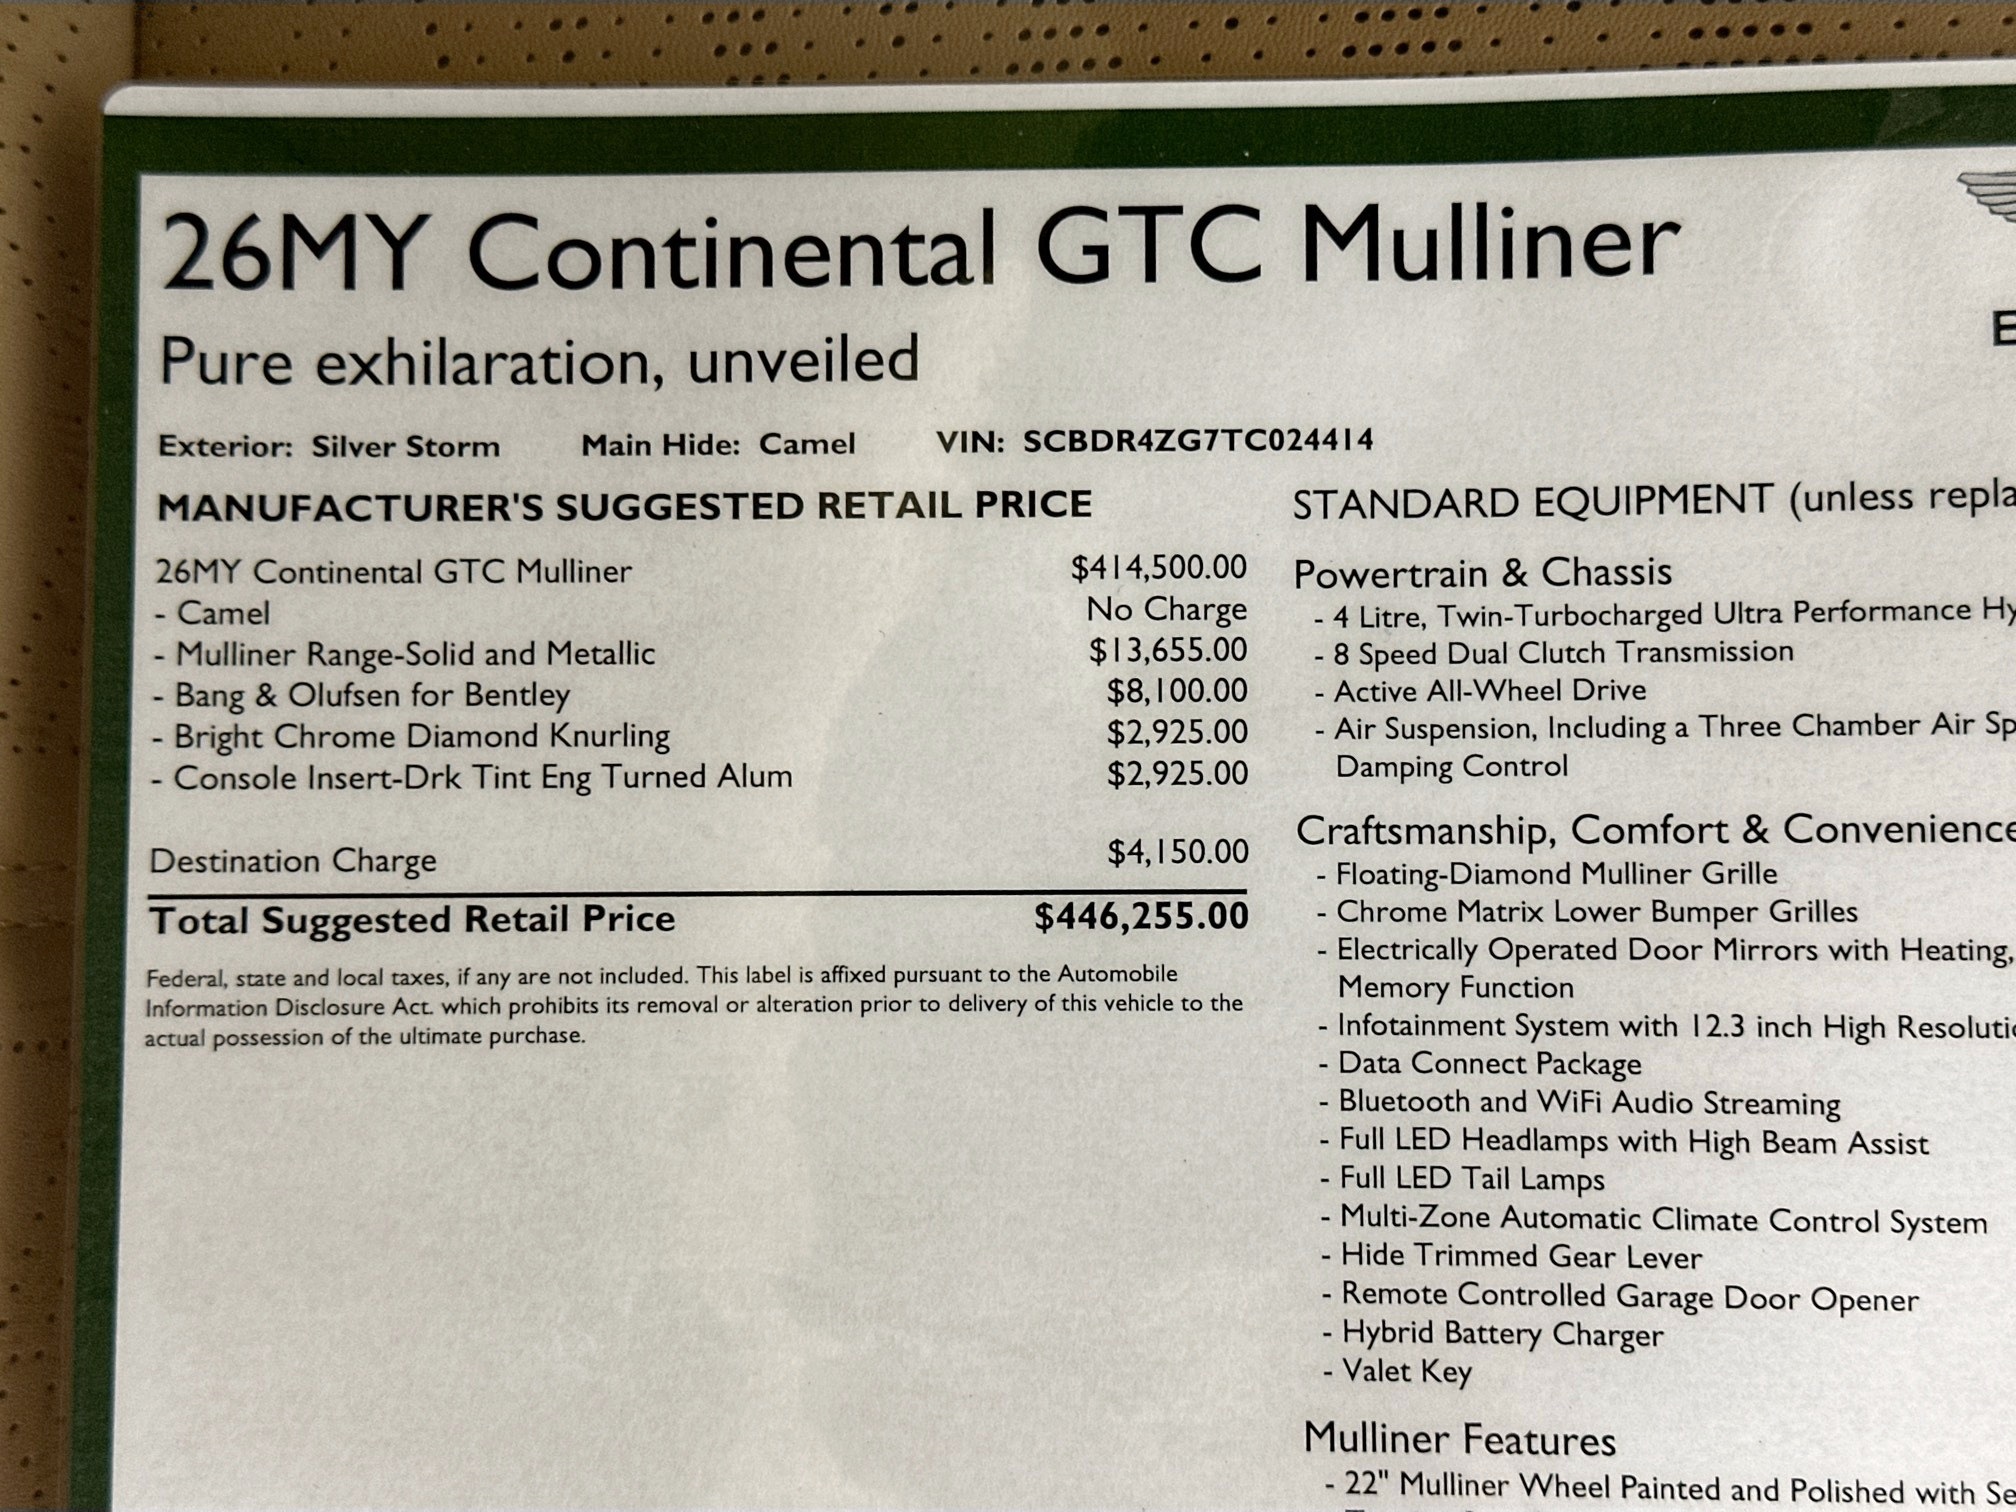 26MY Continental GTC Mulliner
Pure exhilaration, unveiled
Exterior: Silver Storm Main Hide: Camel VIN: SCBDR4ZG7TC024414
MANUFACTURER'S SUGGESTED RETAIL PRICE
26MY Continental GTC Mulliner $414,500.00
- Camel No Charge
- Mulliner Range-Solid and Metallic $13,655.00
- Bang & Olufsen for Bentley $8,100.00
- Bright Chrome Diamond Knurling $2,925.00
- Console Insert-Drk Tint Eng Turned Alum $2,925.00
Destination Charge $4,150.00
Total Suggested Retail Price $446,255.00
Federal, state and local taxes, if any are not included. This label is affixed pursuant to the Automobile
Information Disclosure Act. which prohibits its removal or alteration prior to delivery of this vehicle to the
actual possession of the ultimate purchase.
STANDARD EQUIPMENT (unless
Powertrain & Chassis
- 4 Litre, Twin-Turbocharged Ultra Performance
- 8 Speed Dual Clutch Transmission
- Active All-Wheel Drive
- Air Suspension, Including a Three Chamber Air
Damping Control
Craftsmanship, Comfort & Convenience
- Floating-Diamond Mulliner Grille
- Chrome Matrix Lower Bumper Grilles
- Electrically Operated Door Mirrors with Heating,
Memory Function
- Infotainment System with 12.3 inch High
- Data Connect Package
- Bluetooth and WiFi Audio Streaming
- Full LED Headlamps with High Beam Assist
- Full LED Tail Lamps
- Multi-Zone Automatic Climate Control System
- Hide Trimmed Gear Lever
- Remote Controlled Garage Door Opener
- Hybrid Battery Charger
- Valet Key
Mulliner Features
- 22" Mulliner Wheel Painted and Polished with